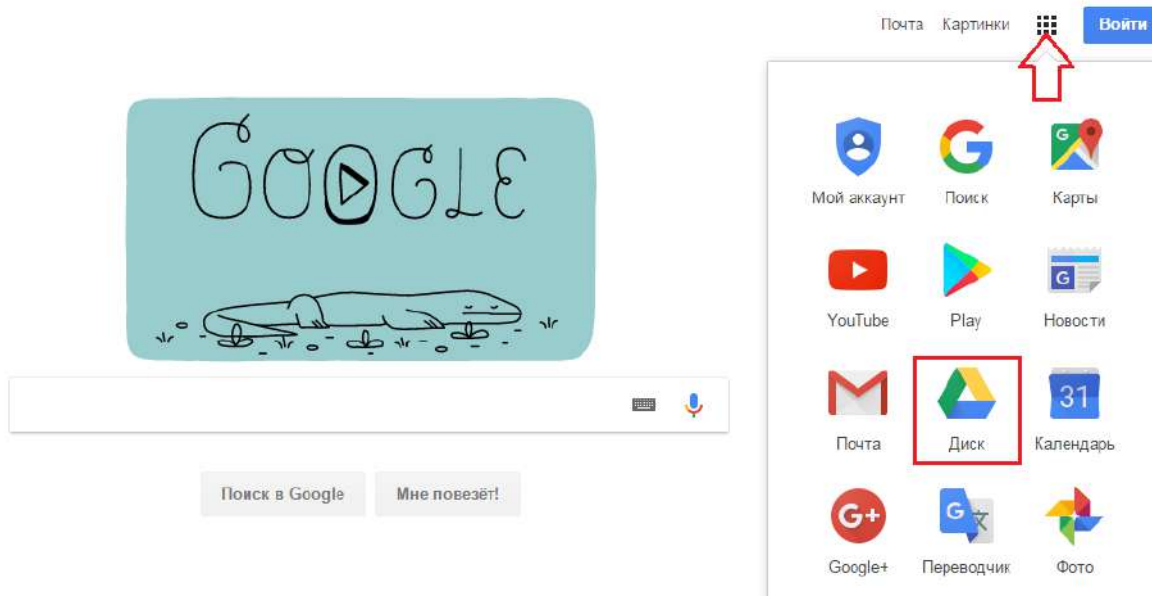 Почта Картинки Войти
GOOGLE
Мой аккаунт Поиск Карты
G
YouTube Play Новости
G
Почта Диск Календарь
31
Поиск в Google Мне повезёт!
G+ G 文
Google+ Переводчик Фото